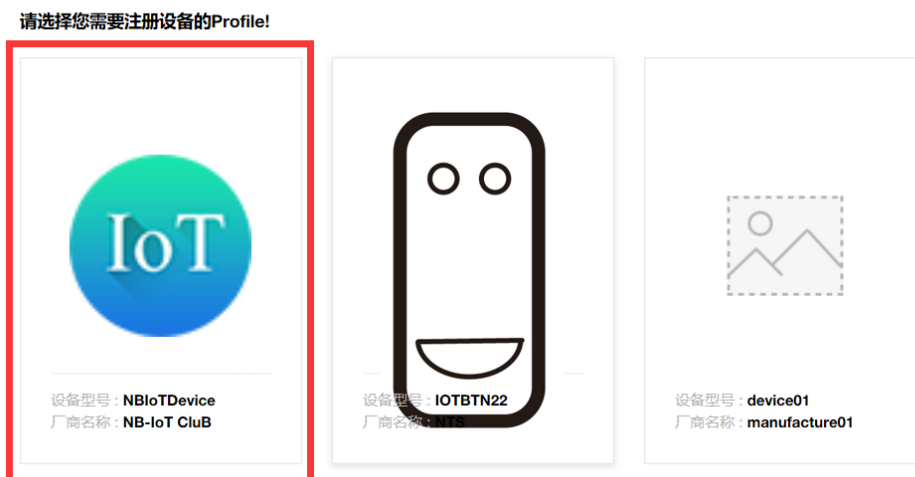 请选择您需要注册设备的Profile!
IoT
设备型号 : NBIoTDevice
厂商名称 : NB-IoT CluB
设备型号 : IOTBTN22
厂商名称 : NTS
设备型号 : device01
厂商名称 : manufacture01